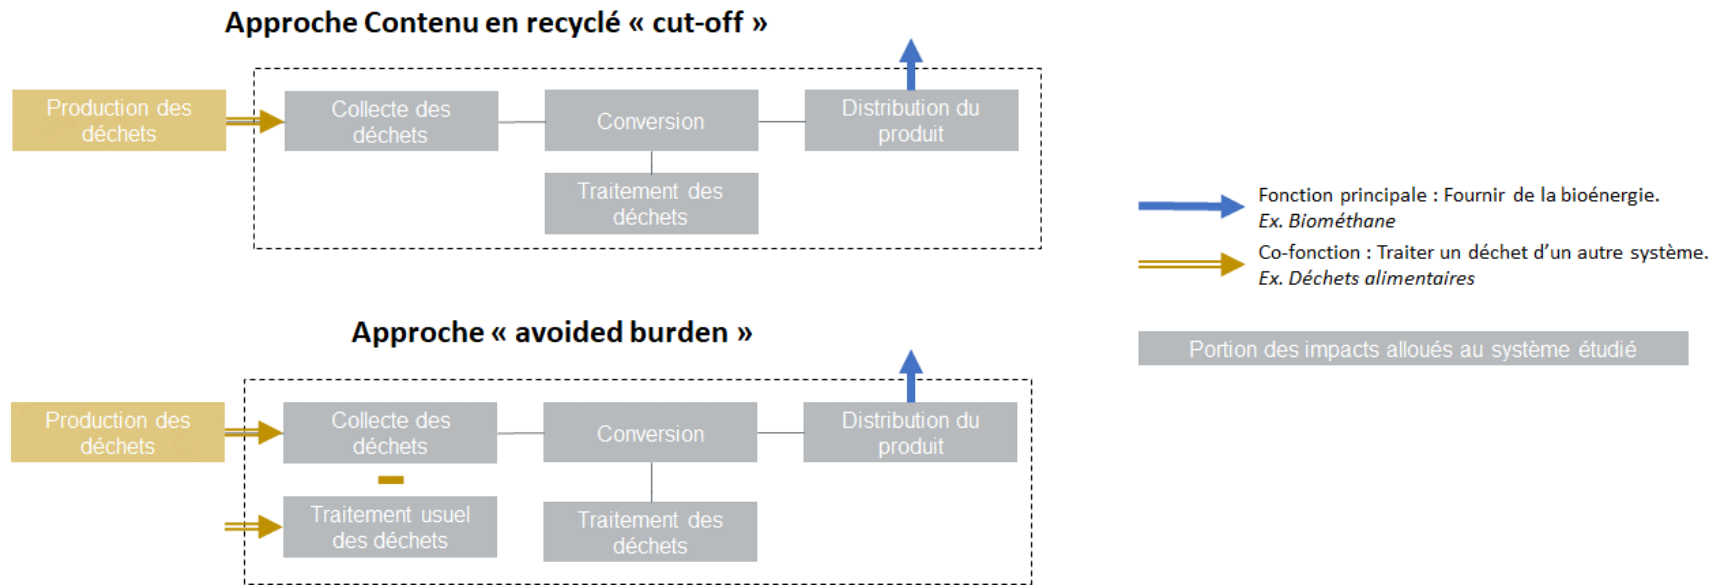 Approche Contenu en recyclé « cut-off »
Production des
déchets
Collecte des
déchets
Conversion
Distribution du
produit
Traitement des
déchets
Fonction principale : Fournir de la bioénergie.
Ex. Biométhane
Co-fonction : Traiter un déchet d’un autre système.
Ex. Déchets alimentaires
Portion des impacts alloués au système étudié
Approche « avoided burden »
Production des
déchets
Collecte des
déchets
Conversion
Distribution du
produit
Traitement usuel
des déchets
Traitement des
déchets